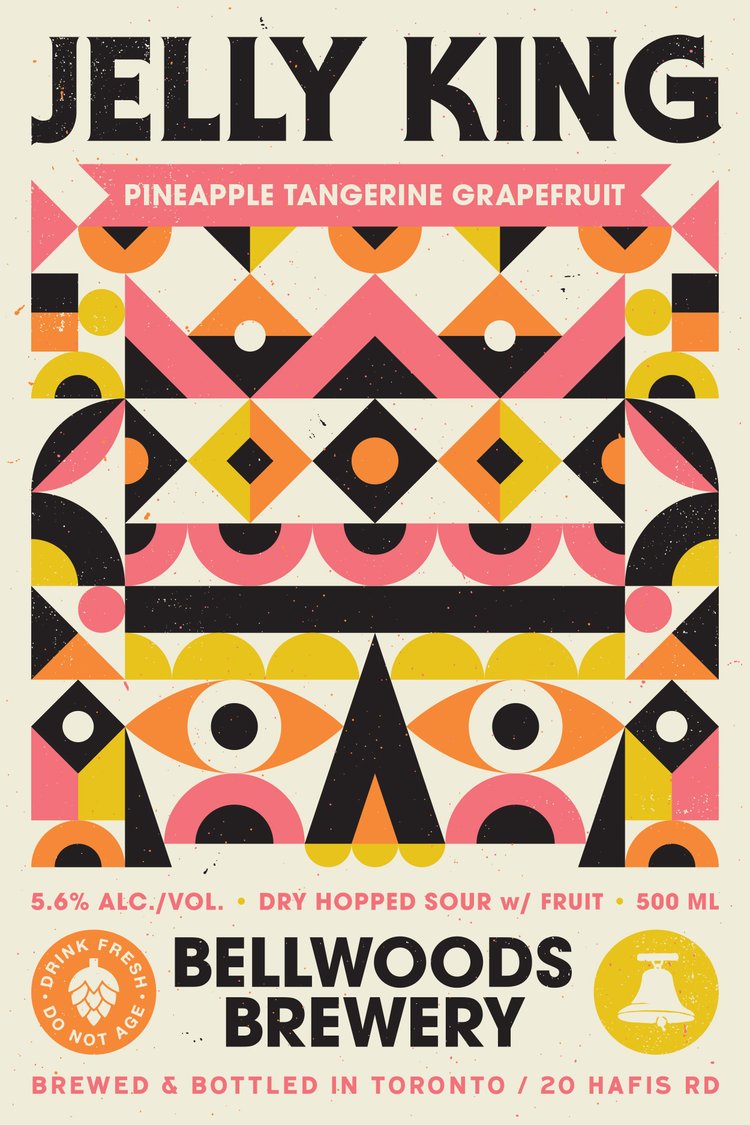 JELLY KING
PINEAPPLE TANGERINE GRAPEFRUIT
5.6% ALC./VOL. • DRY HOPPED SOUR w/ FRUIT • 500 ML
• DRINK FRESH • DO NOT AGE
BELLWOODS
BREWERY
BREWED & BOTTLED IN TORONTO / 20 HAFIS RD